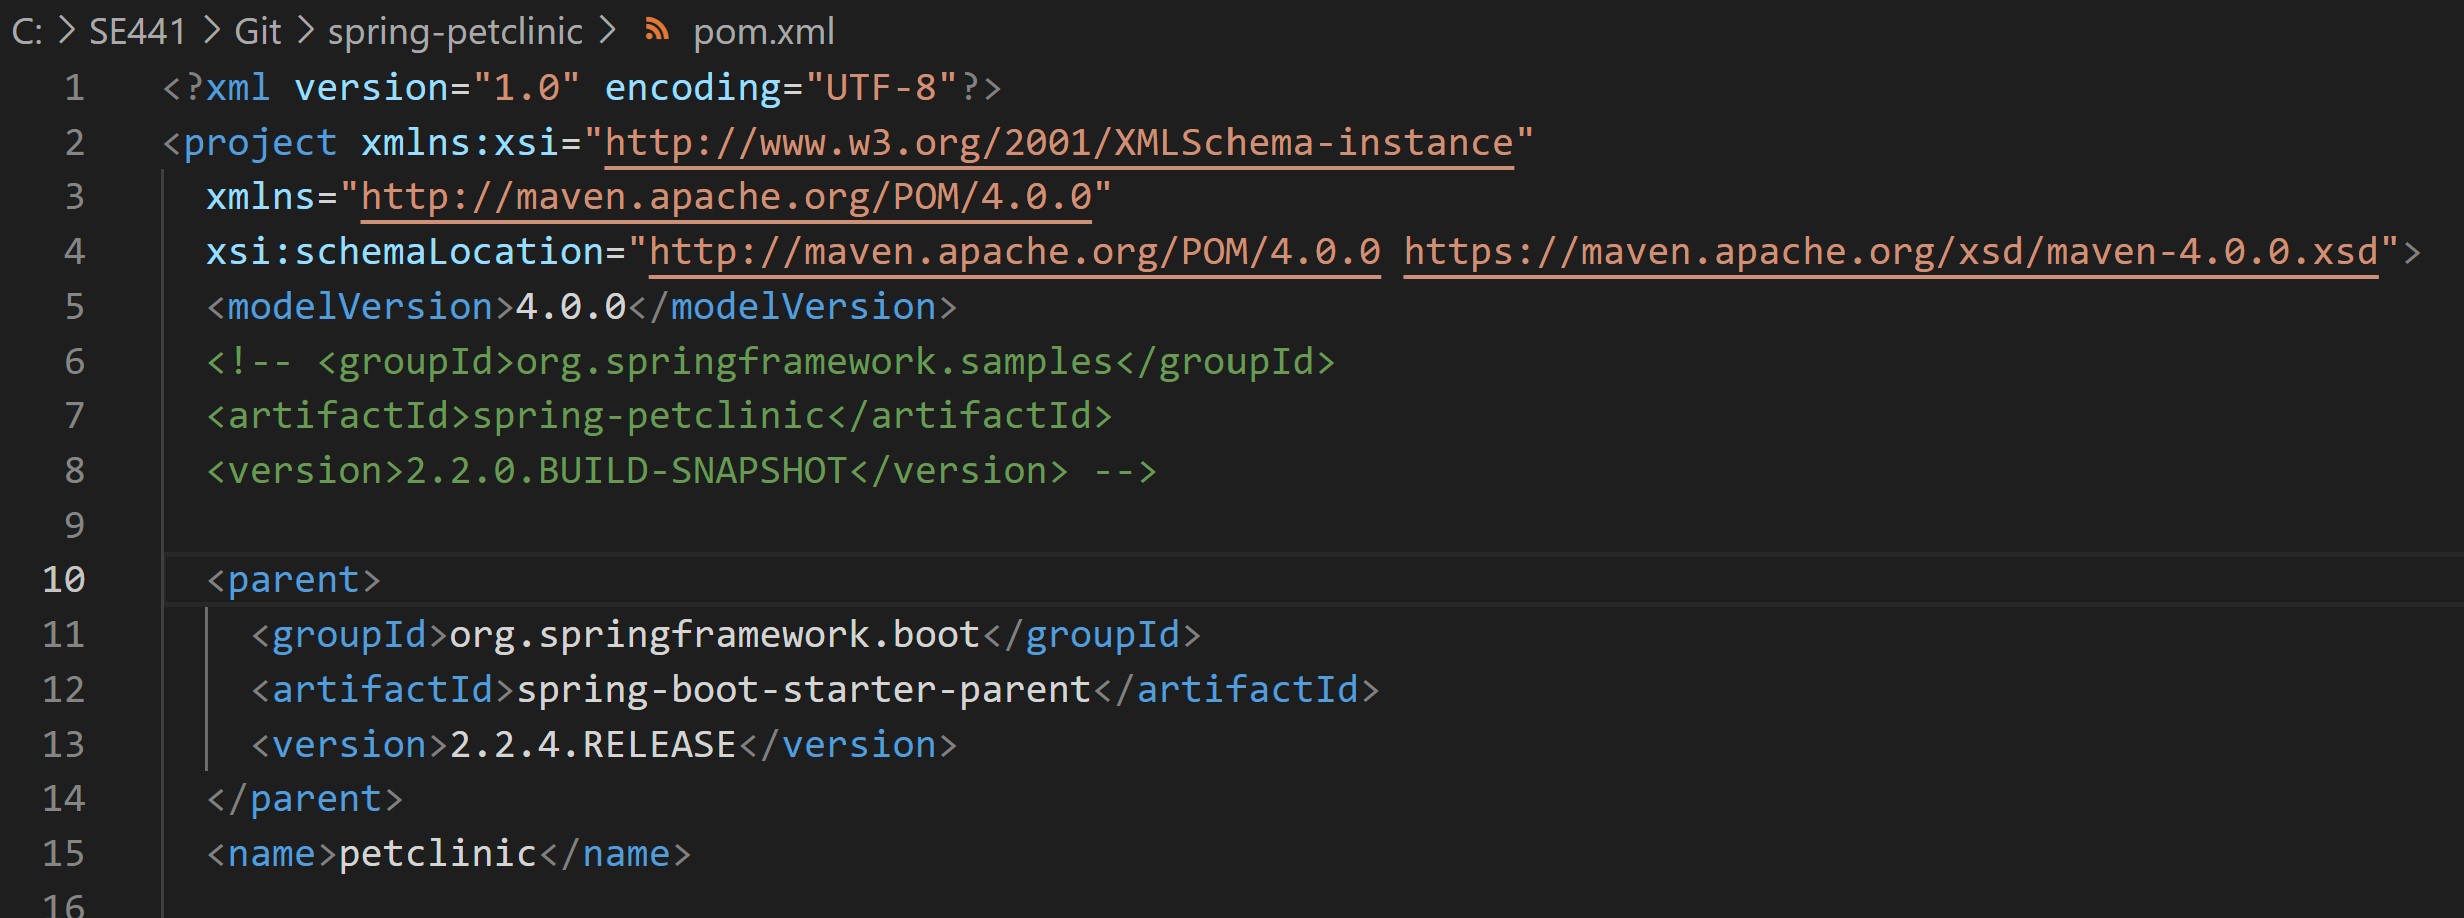 C: > SE441 > Git > spring-petclinic > pom.xml
1 <?xml version="1.0" encoding="UTF-8"?>
2 <project xmlns:xsi="http://www.w3.org/2001/XMLSchema-instance"
3 xmlns="http://maven.apache.org/POM/4.0.0"
4 xsi:schemaLocation="http://maven.apache.org/POM/4.0.0 https://maven.apache.org/xsd/maven-4.0.0.xsd">
5 <modelVersion>4.0.0</modelVersion>
6 <!-- <groupId>org.springframework.samples</groupId>
7 <artifactId>spring-petclinic</artifactId>
8 <version>2.2.0.BUILD-SNAPSHOT</version> -->
9
10 <parent>
11 <groupId>org.springframework.boot</groupId>
12 <artifactId>spring-boot-starter-parent</artifactId>
13 <version>2.2.4.RELEASE</version>
14 </parent>
15 <name>petclinic</name>
16